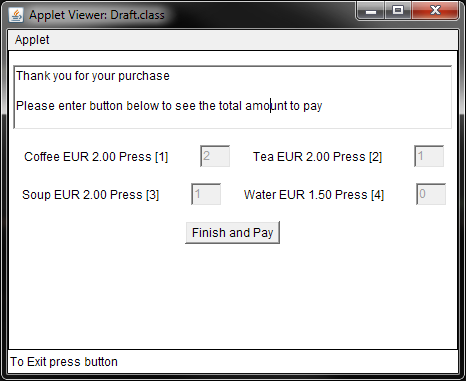 Applet Viewer: Draft.class
Applet
Thank you for your purchase
Please enter button below to see the total amount to pay
Coffee EUR 2.00 Press [1] 2 Tea EUR 2.00 Press [2] 1
Soup EUR 2.00 Press [3] 1 Water EUR 1.50 Press [4] 0
Finish and Pay
To Exit press button